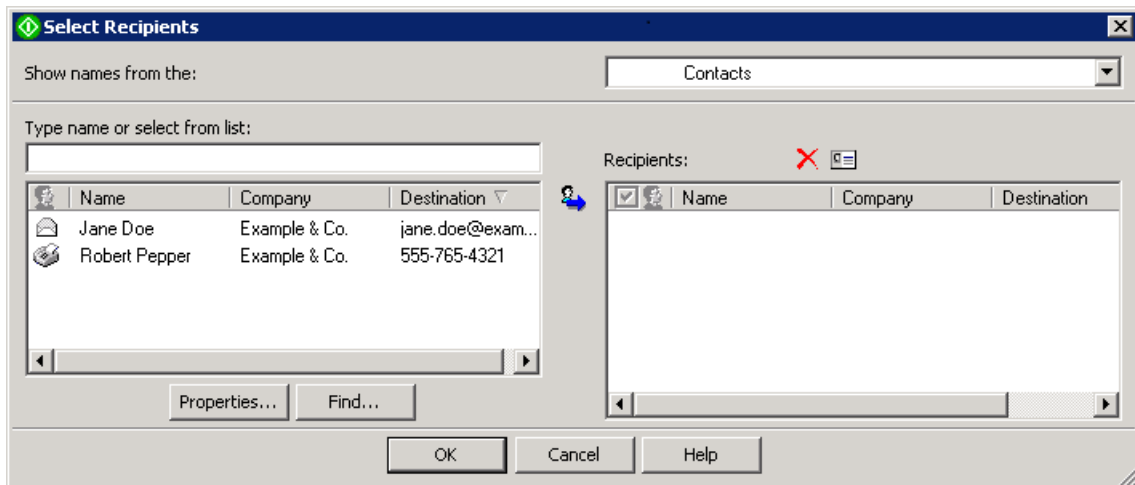 Select Recipients
Show names from the:
Contacts
Type name or select from list:
Recipients:
Name Company Destination
Jane Doe Example & Co. jane.doe@exam...
Robert Pepper Example & Co. 555-765-4321
Name Company Destination
Properties... Find...
OK Cancel Help